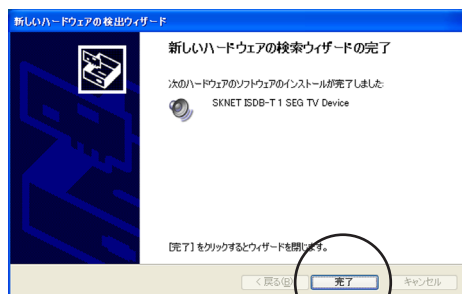 新しいハードウェアの検出ウィザード
新しいハードウェアの検索ウィザードの完了
次のハードウェアのソフトウェアのインストールが完了しました:
SKNET ISDB-T 1 SEG TV Device
[完了] をクリックするとウィザードを閉じます。
< 戻る(B)
完了
キャンセル